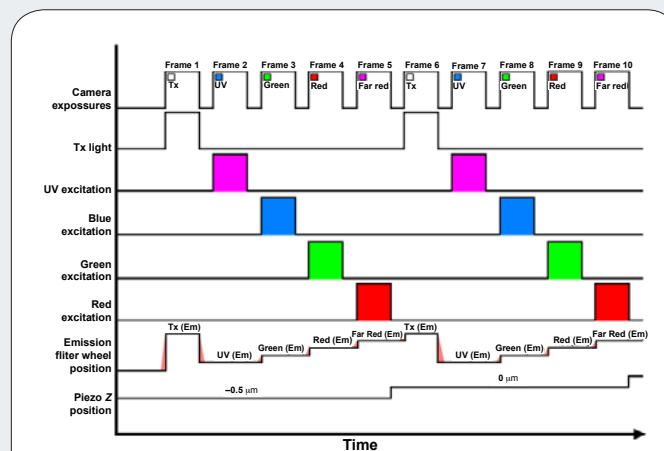 Frame 1 Frame 2 Frame 3 Frame 4 Frame 5 Frame 6 Frame 7 Frame 8 Frame 9 Frame 10
Camera
expossures
Tx UV Green Red Far red Tx UV Green Red Far red
Tx light
UV excitation
Blue
excitation
Green
excitation
Red
excitation
Tx (Em) UV (Em) Green (Em) Red (Em) Far Red (Em) Tx (Em) UV (Em) Green (Em) Red (Em) Far Red (Em)
Emission
fliter wheel
position
–0.5 μm 0 μm
Piezo Z
position
Time